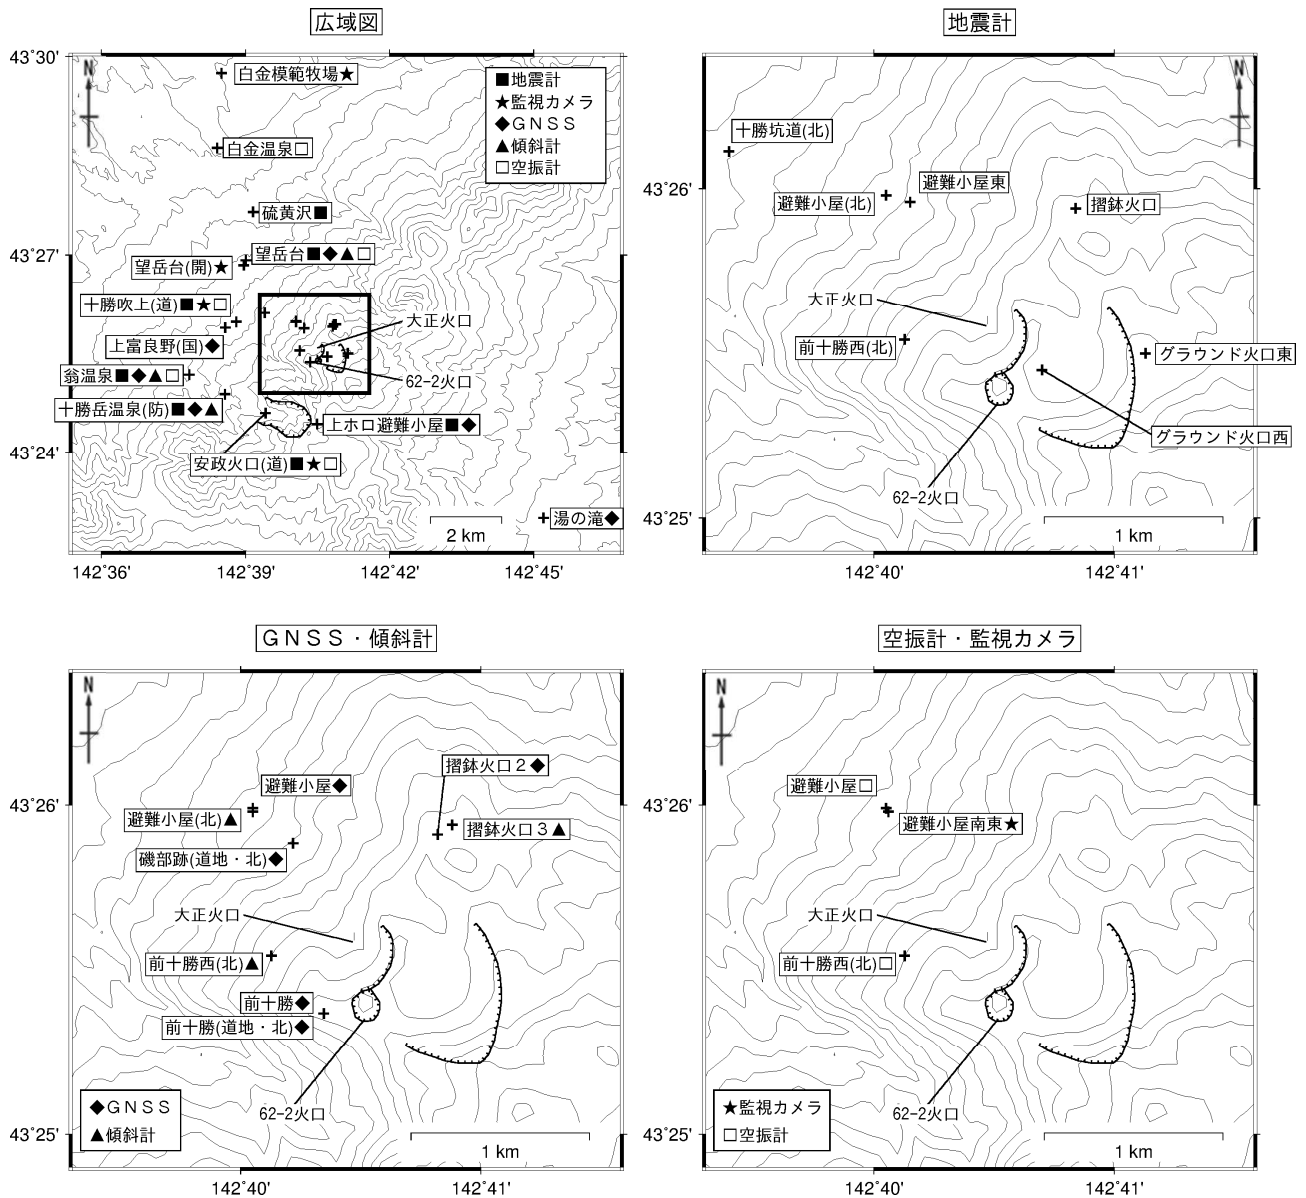 広域図
43°30'
43°27'
43°24'
142°36'
142°39'
142°42'
142°45'
N
白金模範牧場★
■地震計
★監視カメラ
◆GNSS
▲傾斜計
□空振計
白金温泉□
硫黄沢■
望岳台■◆▲□
望岳台(開)★
十勝吹上(道)■★□
大正火口
上富良野(国)◆
翁温泉■◆▲□
62-2火口
十勝岳温泉(防)■◆▲
上ホロ避難小屋■◆
安政火口(道)■★□
湯の滝◆
2 km
地震計
43°26'
43°25'
142°40'
142°41'
N
十勝坑道(北)
避難小屋東
避難小屋(北)
摺鉢火口
大正火口
前十勝西(北)
グラウンド火口東
グラウンド火口西
62-2火口
1 km
GNSS・傾斜計
43°26'
43°25'
142°40'
142°41'
N
摺鉢火口2◆
避難小屋◆
避難小屋(北)▲
摺鉢火口3▲
磯部跡(道地・北)◆
大正火口
前十勝西(北)▲
前十勝◆
前十勝(道地・北)◆
62-2火口
◆GNSS
▲傾斜計
1 km
空振計・監視カメラ
43°26'
43°25'
142°40'
142°41'
N
避難小屋□
避難小屋南東★
大正火口
前十勝西(北)□
62-2火口
★監視カメラ
□空振計
1 km